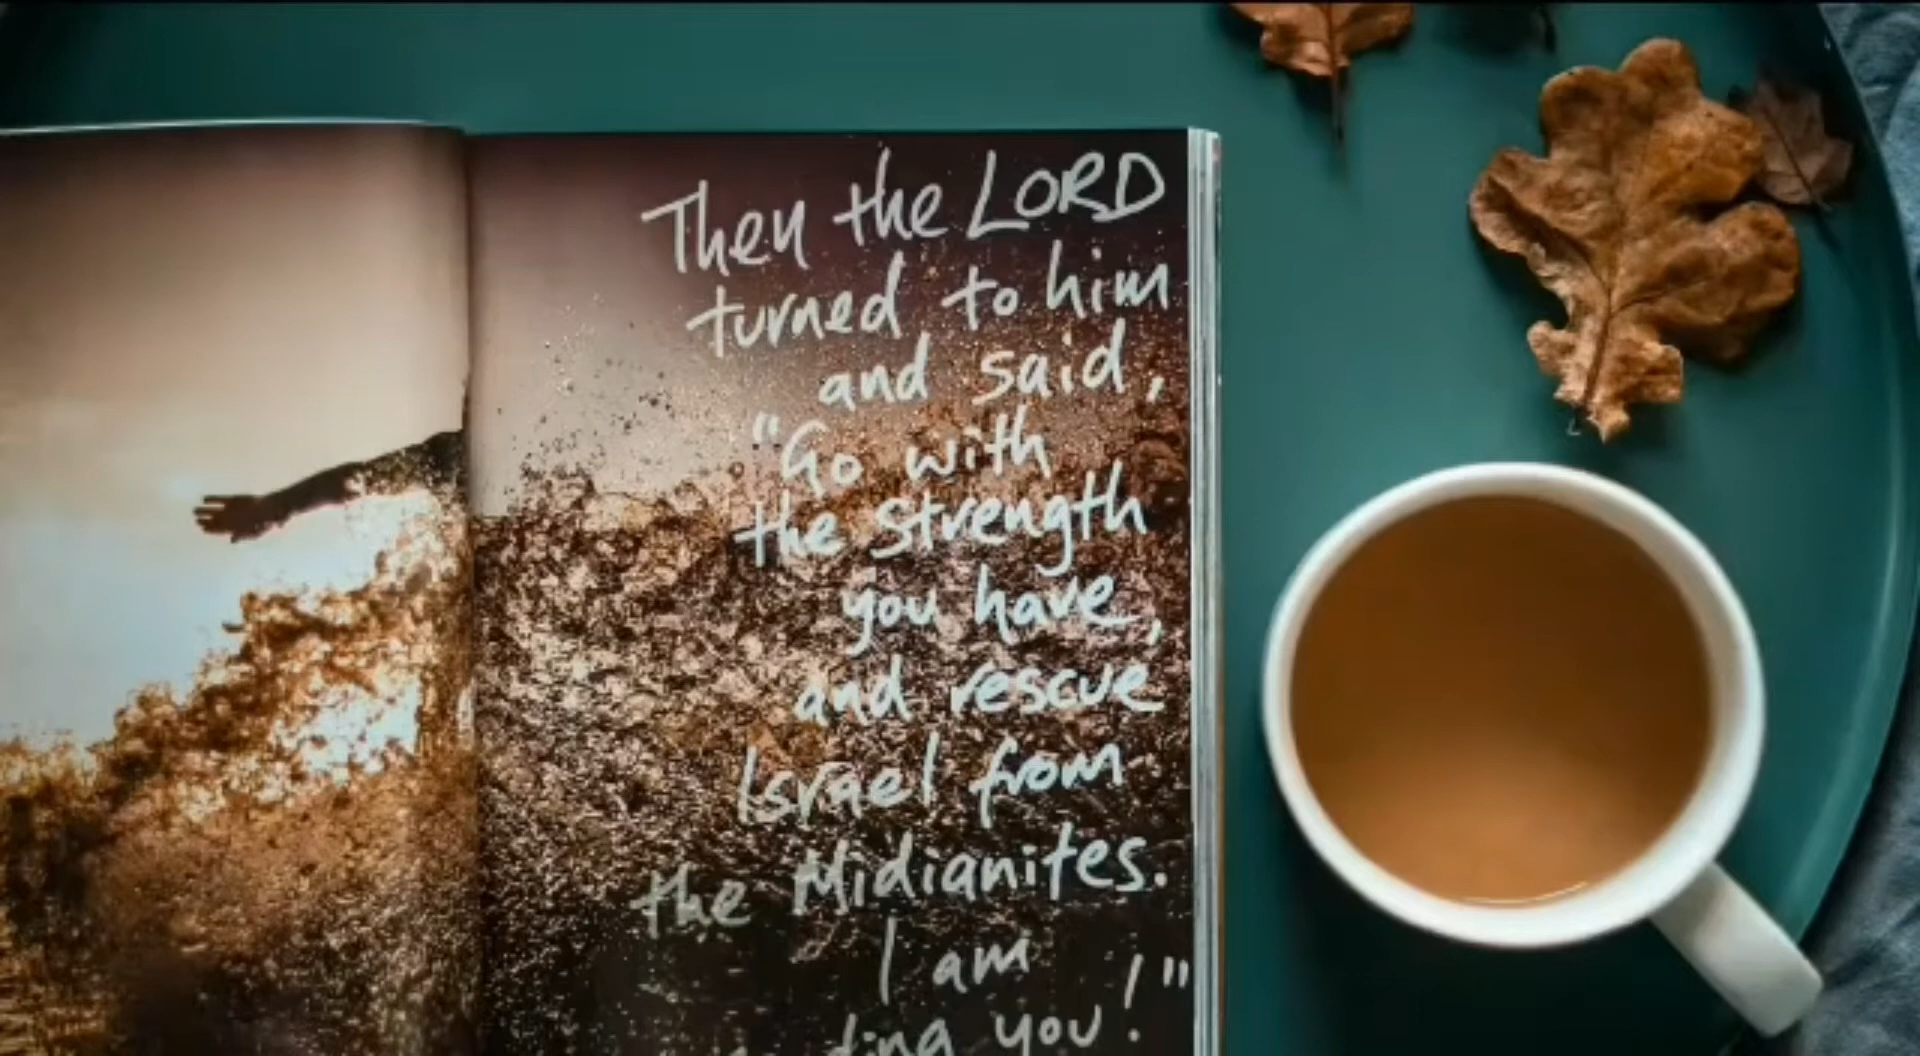 Then the LORD
turned to him
and said,
"Go with
the strength
you have,
and rescue
Israel from
the Midianites.
I am
you!"